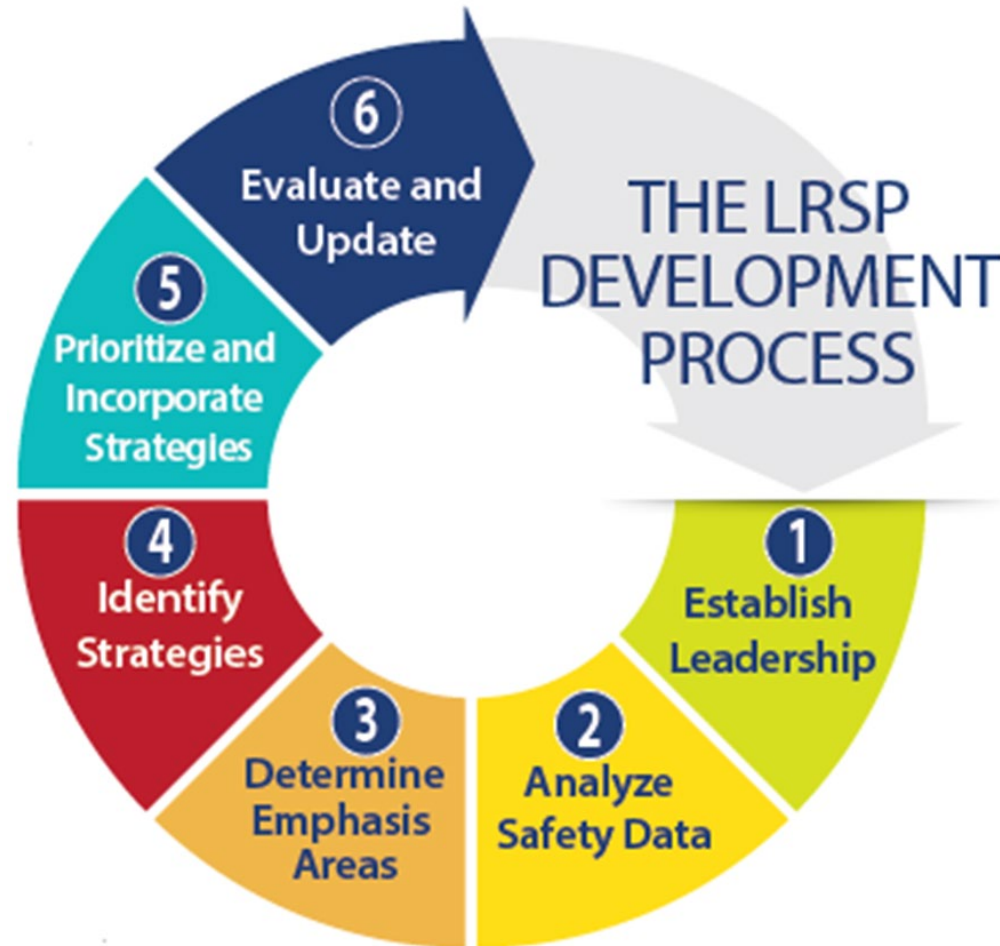 THE LRSP
DEVELOPMENT
PROCESS
1
Establish
Leadership
2
Analyze
Safety Data
3
Determine
Emphasis
Areas
4
Identify
Strategies
5
Prioritize and
Incorporate
Strategies
6
Evaluate and
Update